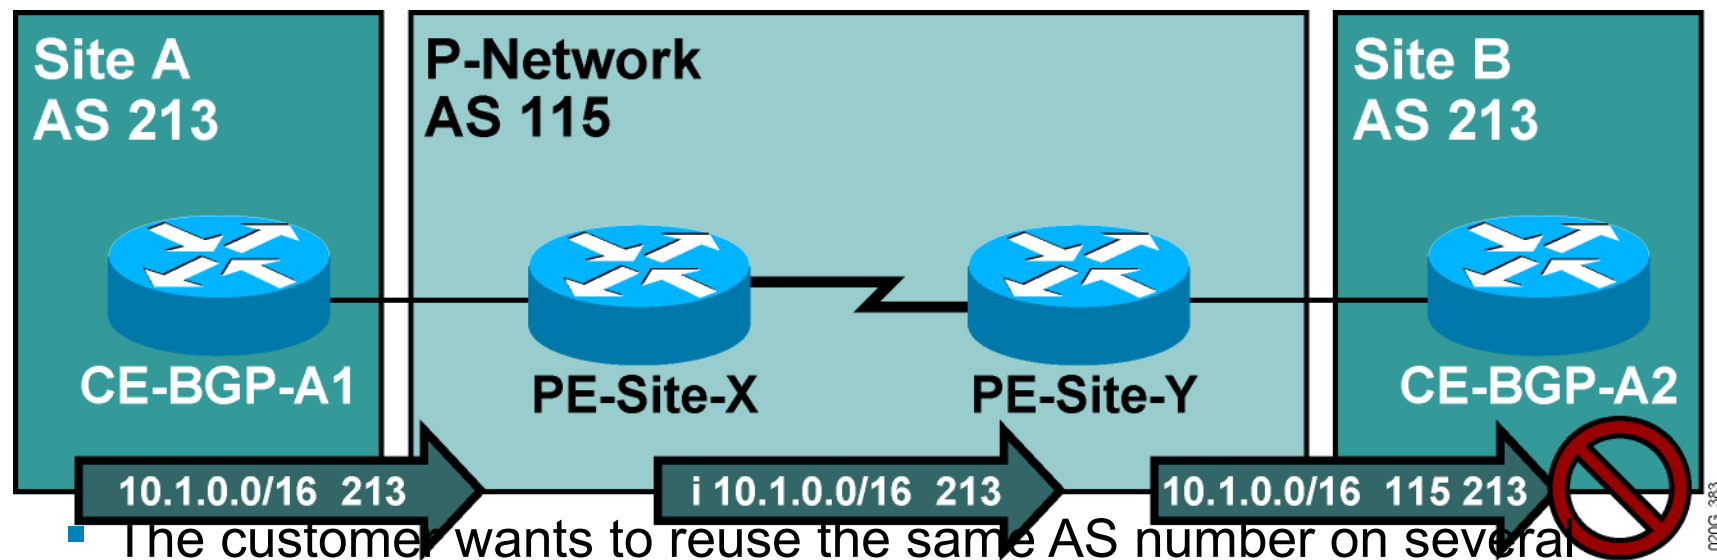 Site A
AS 213
P-Network
AS 115
Site B
AS 213
CE-BGP-A1
PE-Site-X
PE-Site-Y
CE-BGP-A2
10.1.0.0/16 213
i 10.1.0.0/16 213
10.1.0.0/16 115 213
The customer wants to reuse the same AS number on several
020G_383